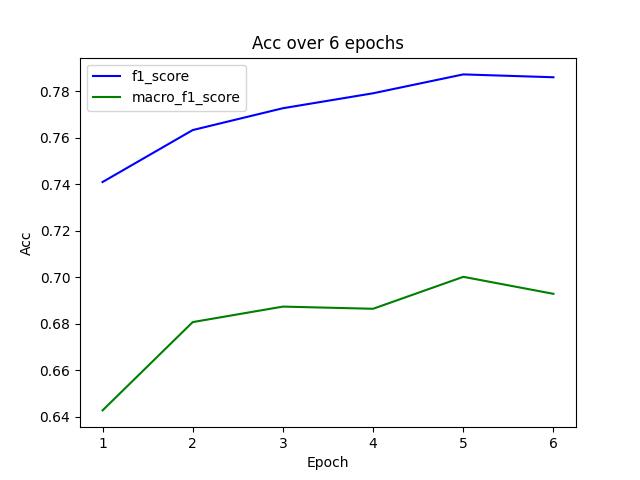 Acc over 6 epochs
f1_score
macro_f1_score
0.78
0.76
0.74
0.72
0.70
0.68
0.66
0.64
Acc
1 2 3 4 5 6
Epoch